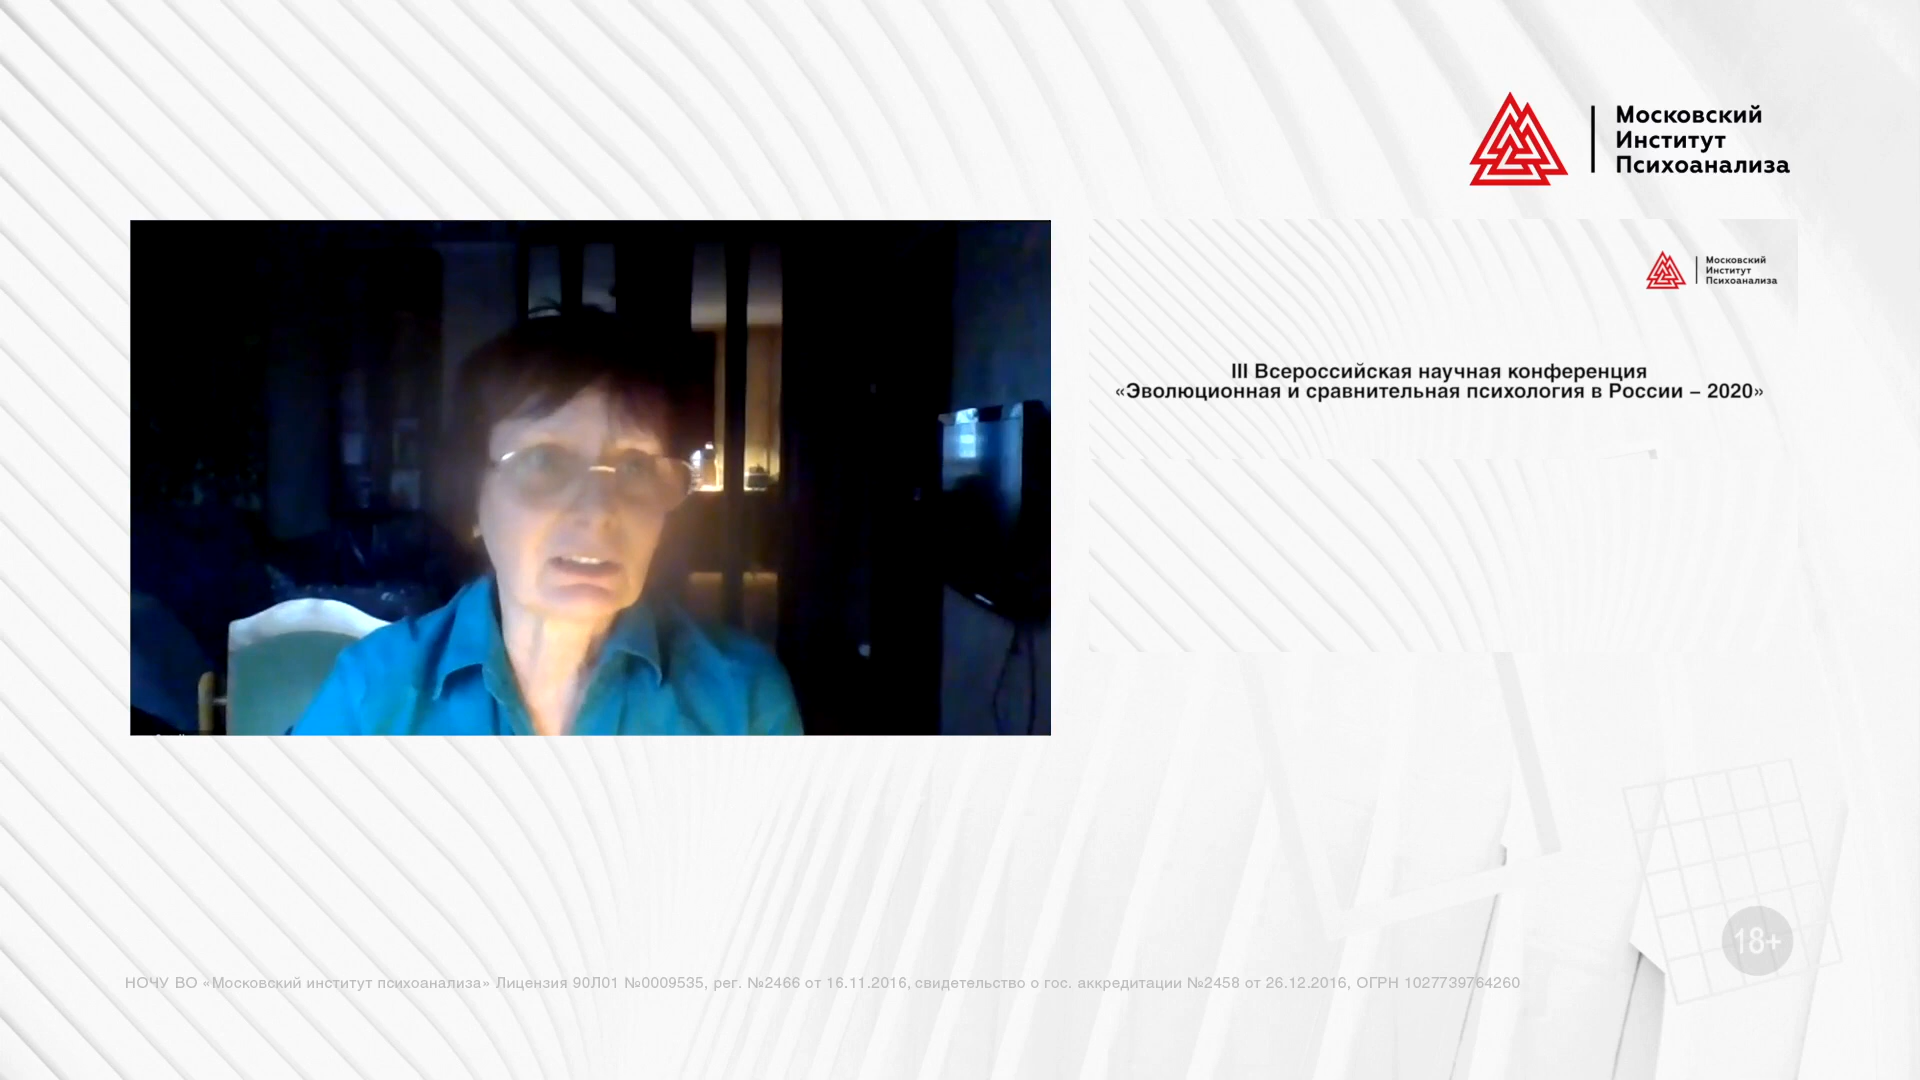 Московский
Институт
Психоанализа
Московский
Институт
Психоанализа
III Всероссийская научная конференция
«Эволюционная и сравнительная психология в России – 2020»
18+
НОЧУ ВО «Московский институт психоанализа» Лицензия 90Л01 №0009535, рег. №2466 от 16.11.2016, свидетельство о гос. аккредитации №2458 от 26.12.2016, ОГРН 1027739764260